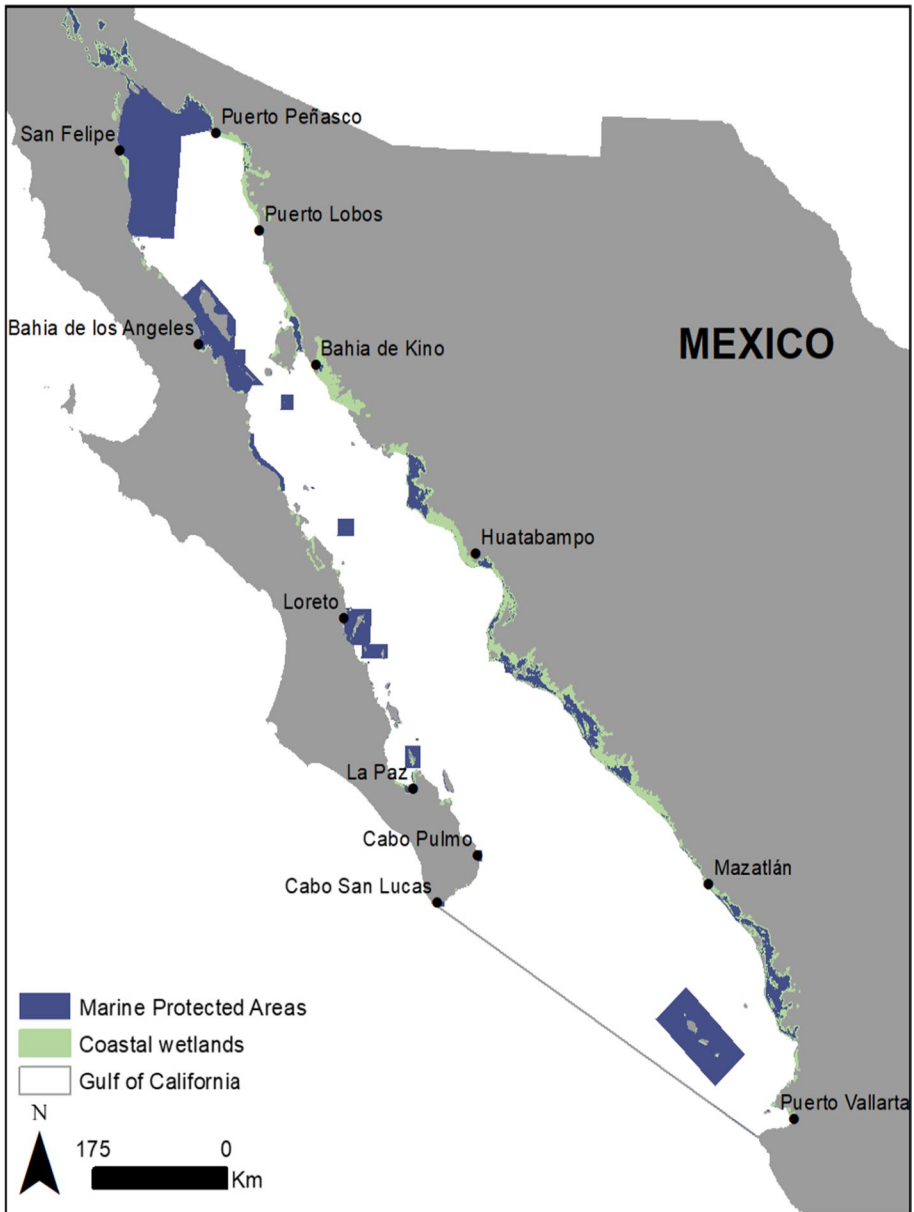 Puerto Peñasco
San Felipe
Puerto Lobos
Bahia de los Angeles
MEXICO
Bahia de Kino
Huatabampo
Loreto
La Paz
Cabo Pulmo
Mazatlán
Cabo San Lucas
Marine Protected Areas
Coastal wetlands
Gulf of California
N
Puerto Vallarta
175 0
Km